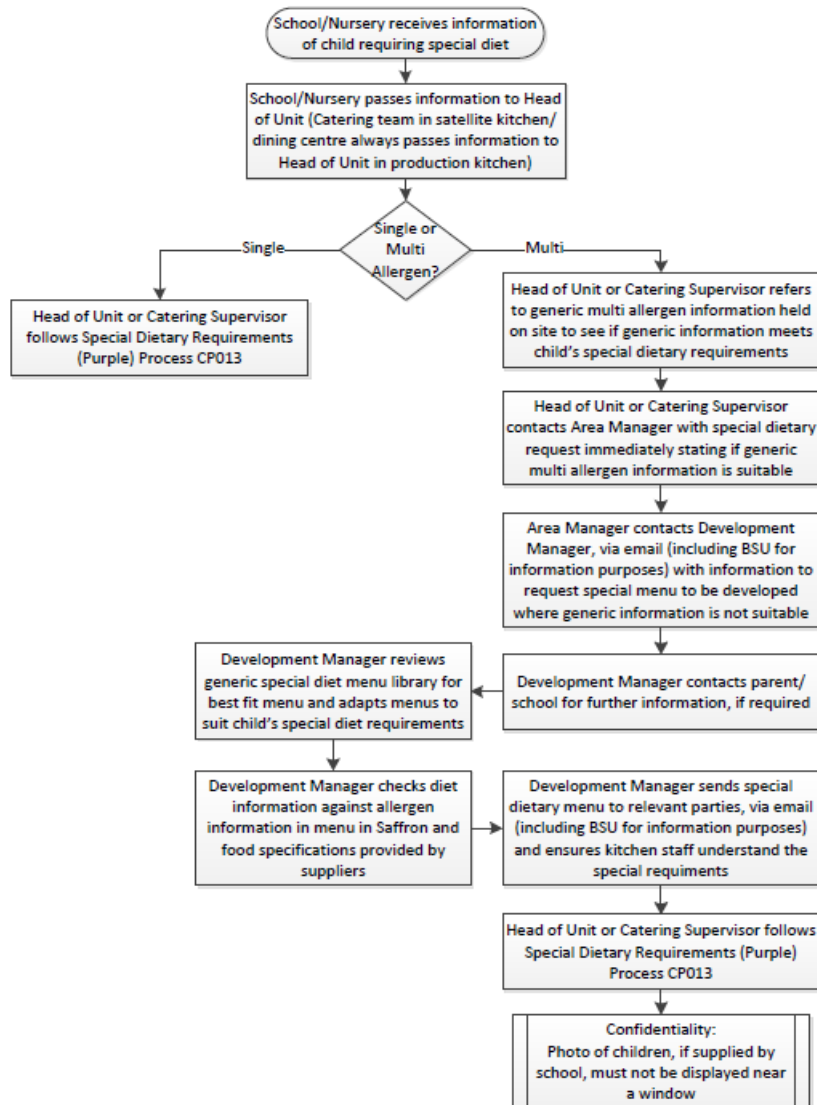 School/Nursery receives information
of child requiring special diet
School/Nursery passes information to Head
of Unit (Catering team in satellite kitchen/
dining centre always passes information to
Head of Unit in production kitchen)
Single or
Multi
Allergen?
Single
Multi
Head of Unit or Catering Supervisor
follows Special Dietary Requirements
(Purple) Process CP013
Head of Unit or Catering Supervisor refers
to generic multi allergen information held
on site to see if generic information meets
child's special dietary requirements
Head of Unit or Catering Supervisor
contacts Area Manager with special dietary
request immediately stating if generic
multi allergen information is suitable
Area Manager contacts Development
Manager, via email (including BSU for
information purposes) with information to
request special menu to be developed
where generic information is not suitable
Development Manager contacts parent/
school for further information, if required
Development Manager reviews
generic special diet menu library for
best fit menu and adapts menus to
suit child's special diet requirements
Development Manager checks diet
information against allergen
information in menu in Saffron and
food specifications provided by
suppliers
Development Manager sends special
dietary menu to relevant parties, via email
(including BSU for information purposes)
and ensures kitchen staff understand the
special requiments
Head of Unit or Catering Supervisor follows
Special Dietary Requirements (Purple)
Process CP013
Confidentiality:
Photo of children, if supplied by
school, must not be displayed near
a window